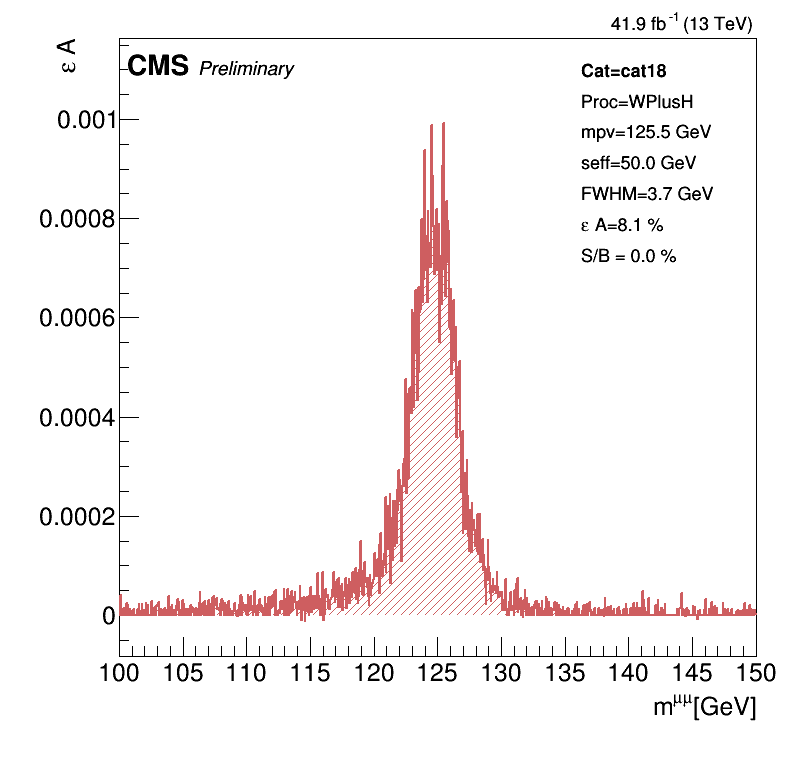 41.9 fb⁻¹ (13 TeV)
ε A
CMS Preliminary
Cat=cat18
Proc=WPlusH
mpv=125.5 GeV
seff=50.0 GeV
FWHM=3.7 GeV
ε A=8.1 %
S/B = 0.0 %
0.001
0.0008
0.0006
0.0004
0.0002
0
100 105 110 115 120 125 130 135 140 145 150
m^μμ[GeV]